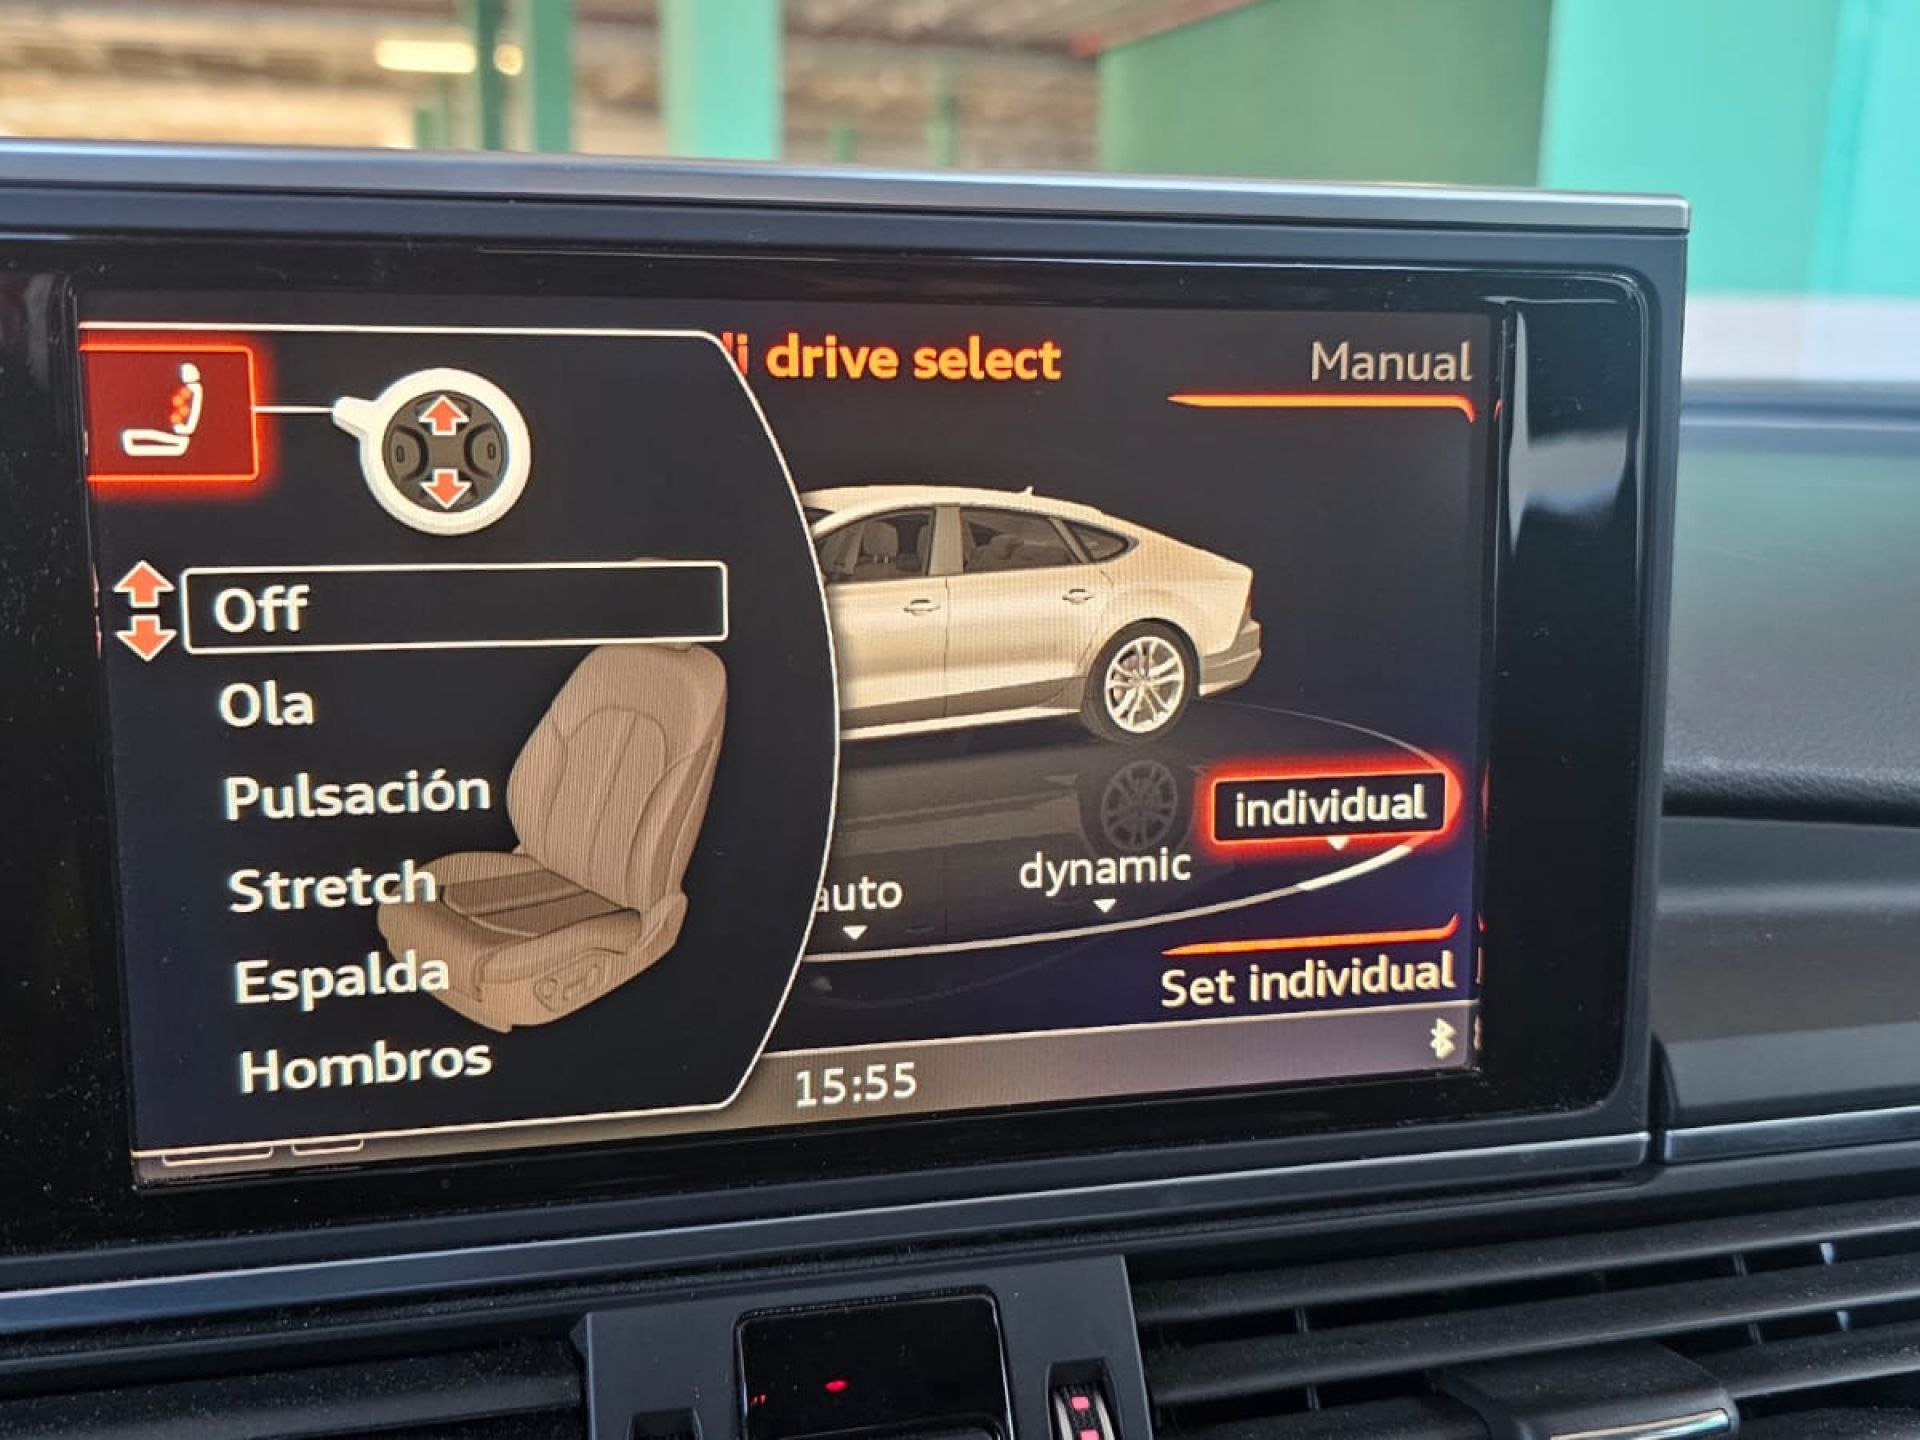 drive select
Manual
Off
Ola
Pulsación
Stretch
Espalda
Hombros
auto
dynamic
individual
Set individual
15:55